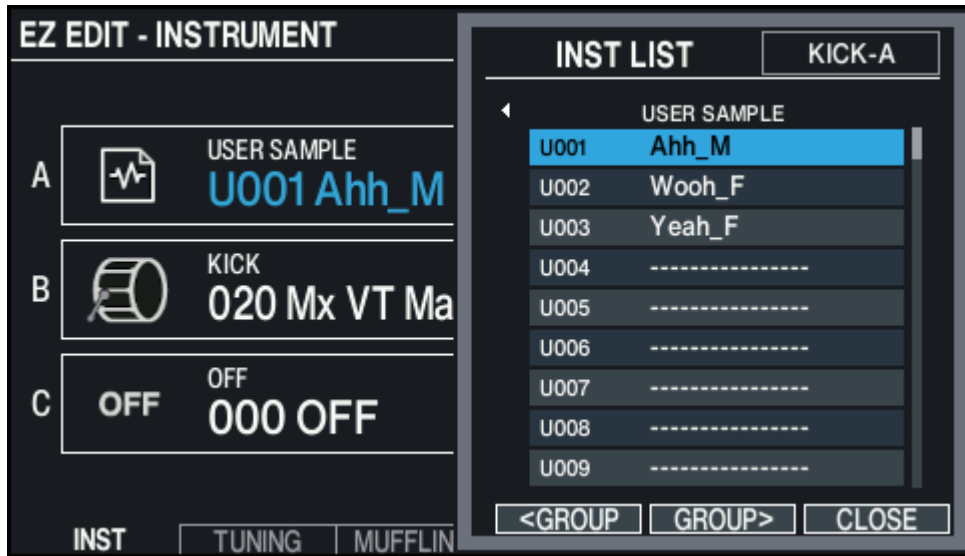 EZ EDIT - INSTRUMENT
A
USER SAMPLE
U001 Ahh_M
B
KICK
020 Mx VT Ma
C
OFF
OFF
000 OFF
INST
TUNING
MUFFLIN
INST LIST
KICK-A
USER SAMPLE
U001 Ahh_M
U002 Wooh_F
U003 Yeah_F
U004 ----------------
U005 ----------------
U006 ----------------
U007 ----------------
U008 ----------------
U009 ----------------
<GROUP
GROUP>
CLOSE